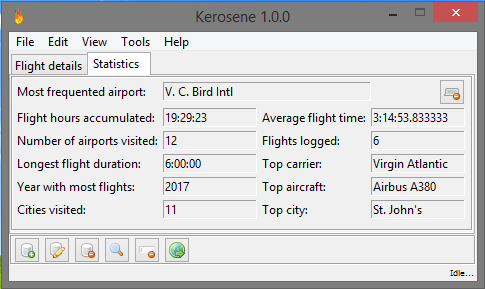 Kerosene 1.0.0
File Edit View Tools Help
Flight details Statistics
Most frequented airport: V. C. Bird Intl
Flight hours accumulated: 19:29:23 Average flight time: 3:14:53.833333
Number of airports visited: 12 Flights logged: 6
Longest flight duration: 6:00:00 Top carrier: Virgin Atlantic
Year with most flights: 2017 Top aircraft: Airbus A380
Cities visited: 11 Top city: St. John's
Idle...